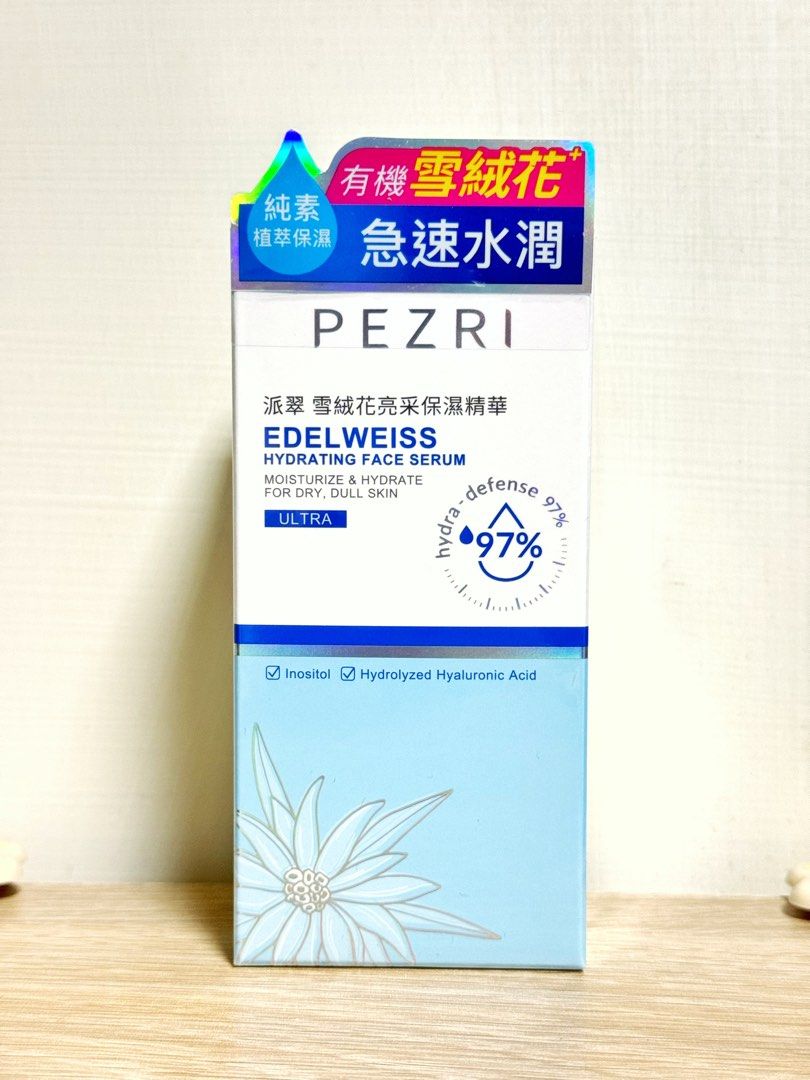 純素
植萃保濕
有機雪絨花+
急速水潤
PEZRI
派翠 雪絨花亮采保濕精華
EDELWEISS
HYDRATING FACE SERUM
MOISTURIZE & HYDRATE
FOR DRY, DULL SKIN
ULTRA
hydra-defense 97%
97%
☑ Inositol ☑ Hydrolyzed Hyaluronic Acid